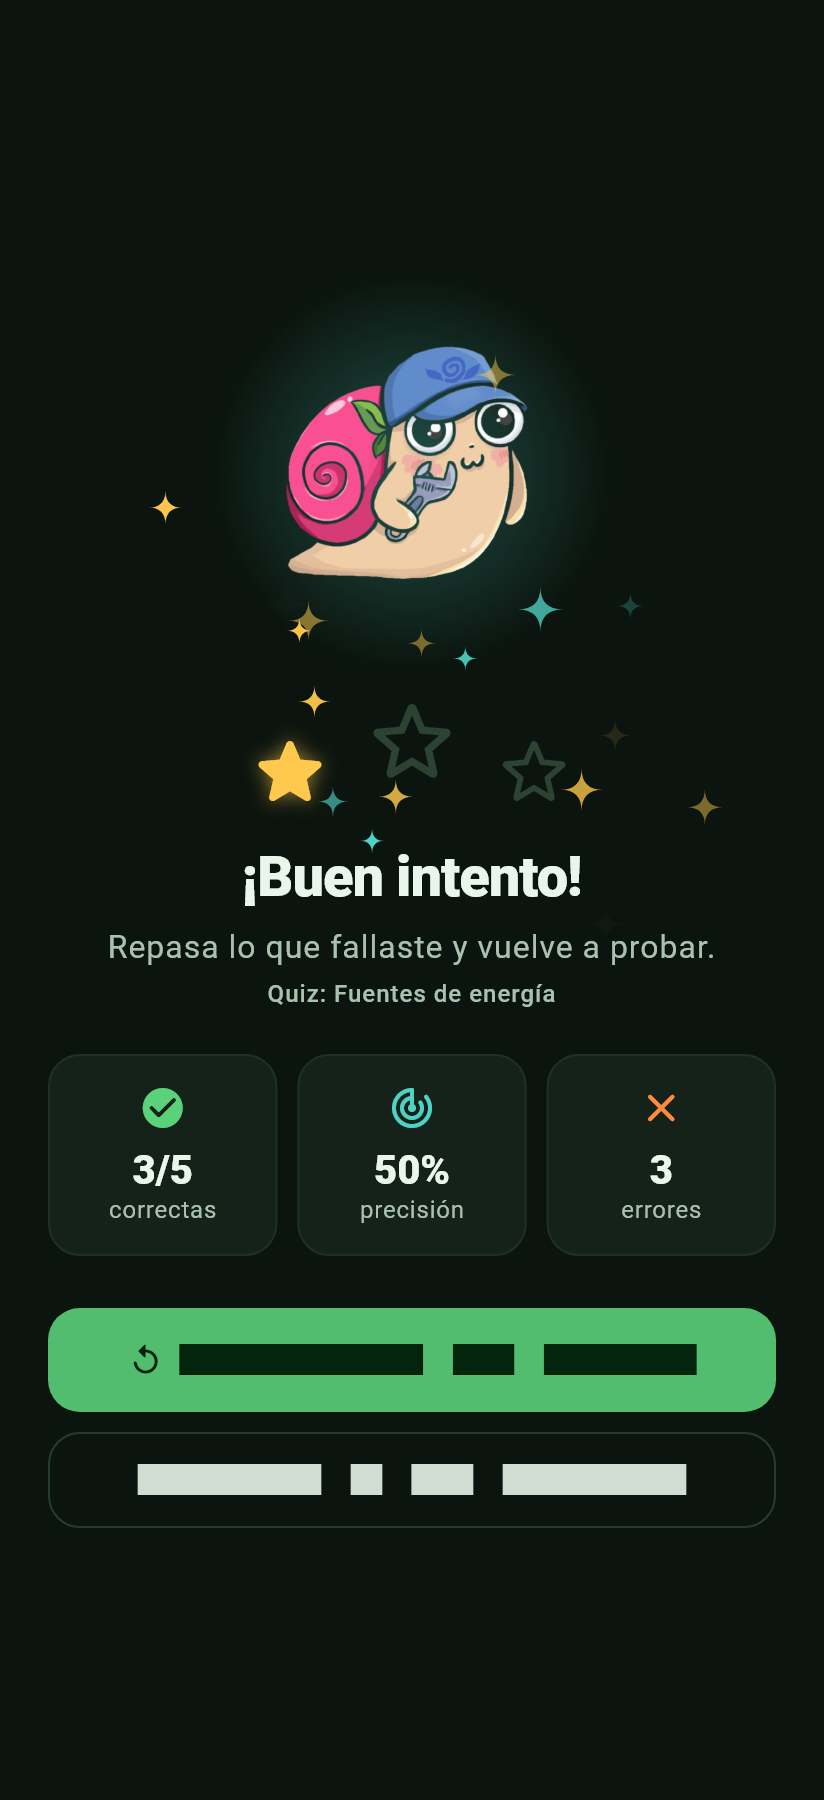 ¡Buen intento!
Repasa lo que fallaste y vuelve a probar.
Quiz: Fuentes de energía
3/5
correctas
50%
precisión
3
errores